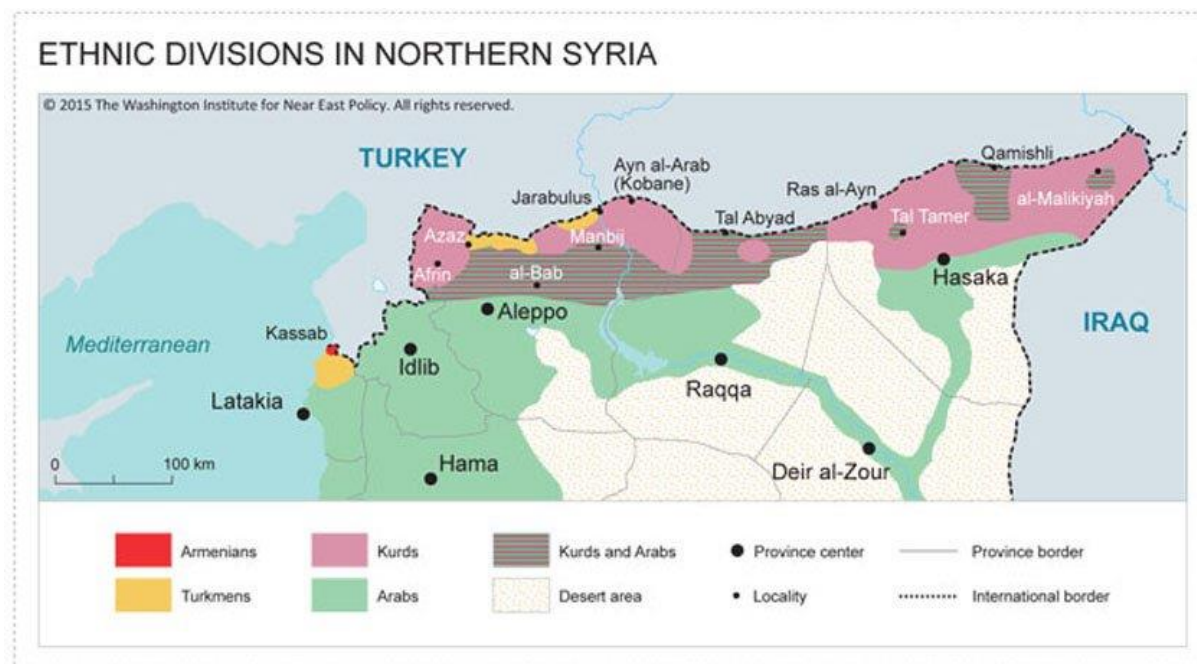 ETHNIC DIVISIONS IN NORTHERN SYRIA
© 2015 The Washington Institute for Near East Policy. All rights reserved.
TURKEY
Ayn al-Arab
(Kobane)
Qamishli
Jarabulus
Ras al-Ayn
al-Malikiyah
Tal Abyad
Tal Tamer
Azaz
Manbij
Afrin
al-Bab
Hasaka
Aleppo
IRAQ
Kassab
Mediterranean
Idlib
Raqqa
Latakia
0 100 km
Hama
Deir al-Zour
Armenians
Kurds
Kurds and Arabs
Province center
Province border
Turkmens
Arabs
Desert area
Locality
International border